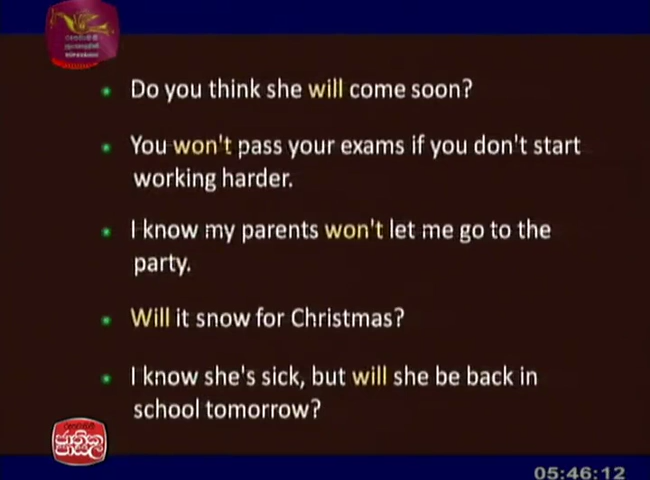 Do you think she will come soon?
You won't pass your exams if you don't start
working harder.
I know my parents won't let me go to the
party.
Will it snow for Christmas?
I know she's sick, but will she be back in
school tomorrow?
ජාතික
පාසල
05:46:12